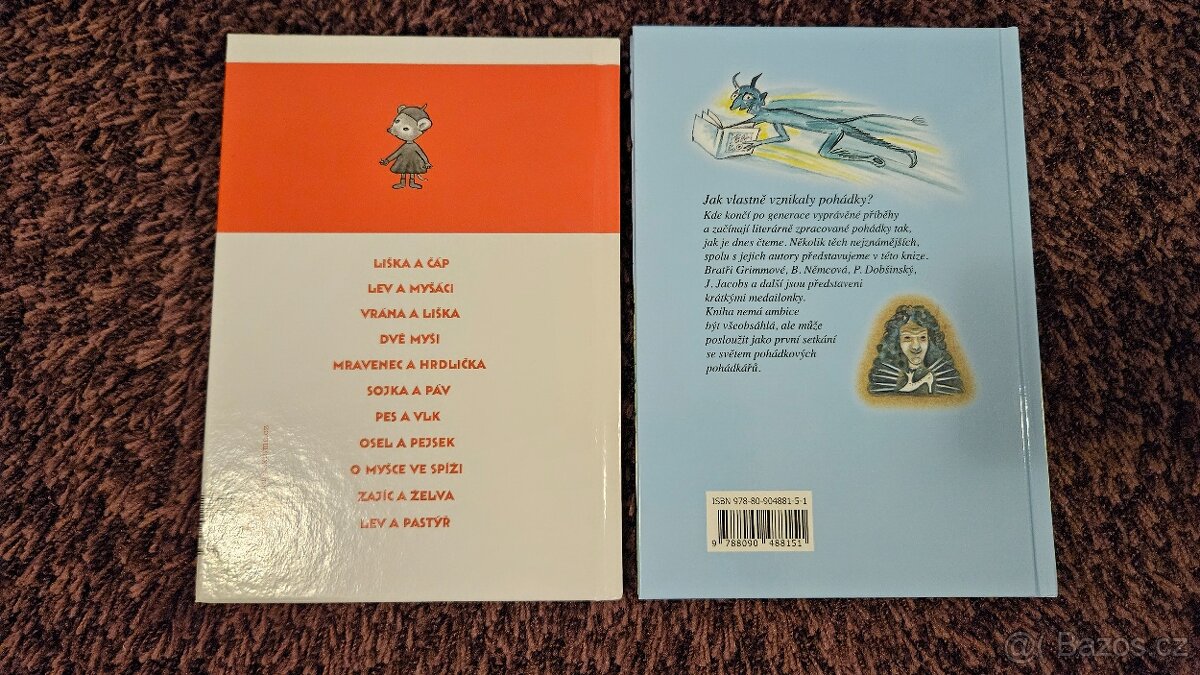 LIŠKA A ČÁP
LEV A MYŠÁCI
VRÁNA A LIŠKA
DVĚ MYŠI
MRAVENEC A HRDLIČKA
SOJKA A PÁV
PES A VLK
OSEL A PEJSEK
O MYŠCE VE SPÍŽI
ZAJÍC A ŽELVA
LEV A PASTÝŘ
Jak vlastně vznikaly pohádky?
Kde končí po generace vyprávěné příběhy
a začínají literárně zpracované pohádky tak,
jak je dnes čteme. Několik těch nejznámějších,
spolu s jejich autory představujeme v této knize.
Bratři Grimmové, B. Němcová, P. Dobšinský,
J. Jacobs a další jsou představeni
krátkými medailonky.
Kniha nemá ambice
být všeobsáhlá, ale může
posloužit jako první setkání
se světem pohádkových
pohádkářů.
ISBN 978-80-904881-5-1
9 788090 488151
@ Bazos.cz